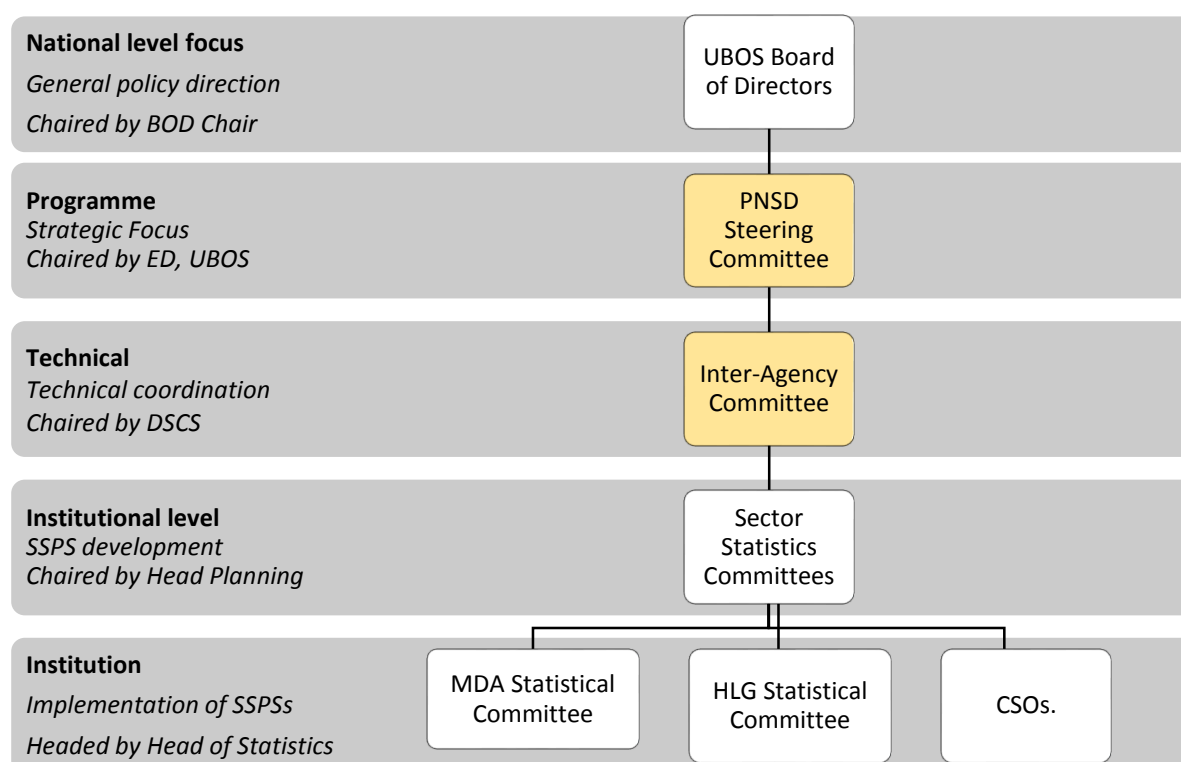 National level focus
General policy direction
Chaired by BOD Chair
UBOS Board
of Directors
Programme
Strategic Focus
Chaired by ED, UBOS
PNSD
Steering
Committee
Technical
Technical coordination
Chaired by DSCS
Inter-Agency
Committee
Institutional level
SSPS development
Chaired by Head Planning
Sector
Statistics
Committees
Institution
Implementation of SSPSs
Headed by Head of Statistics
MDA Statistical
Committee
HLG Statistical
Committee
CSOs.